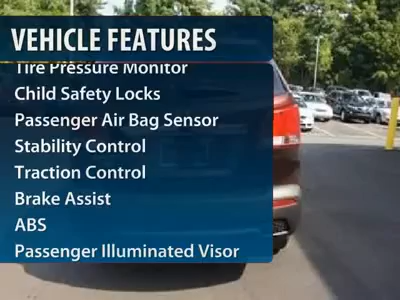 VEHICLE FEATURES
Tire Pressure Monitor
Child Safety Locks
Passenger Air Bag Sensor
Stability Control
Traction Control
Brake Assist
ABS
Passenger Illuminated Visor